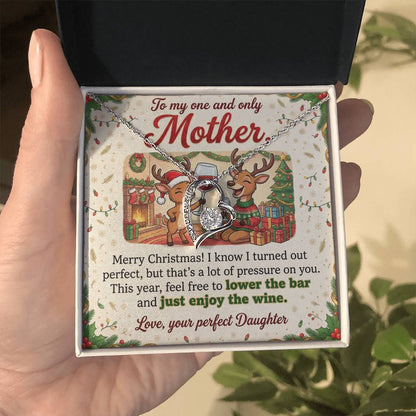 To my one and only
Mother
Merry Christmas! I know I turned out
perfect, but that's a lot of pressure on you.
This year, feel free to lower the bar
and just enjoy the wine.
Love, your perfect Daughter